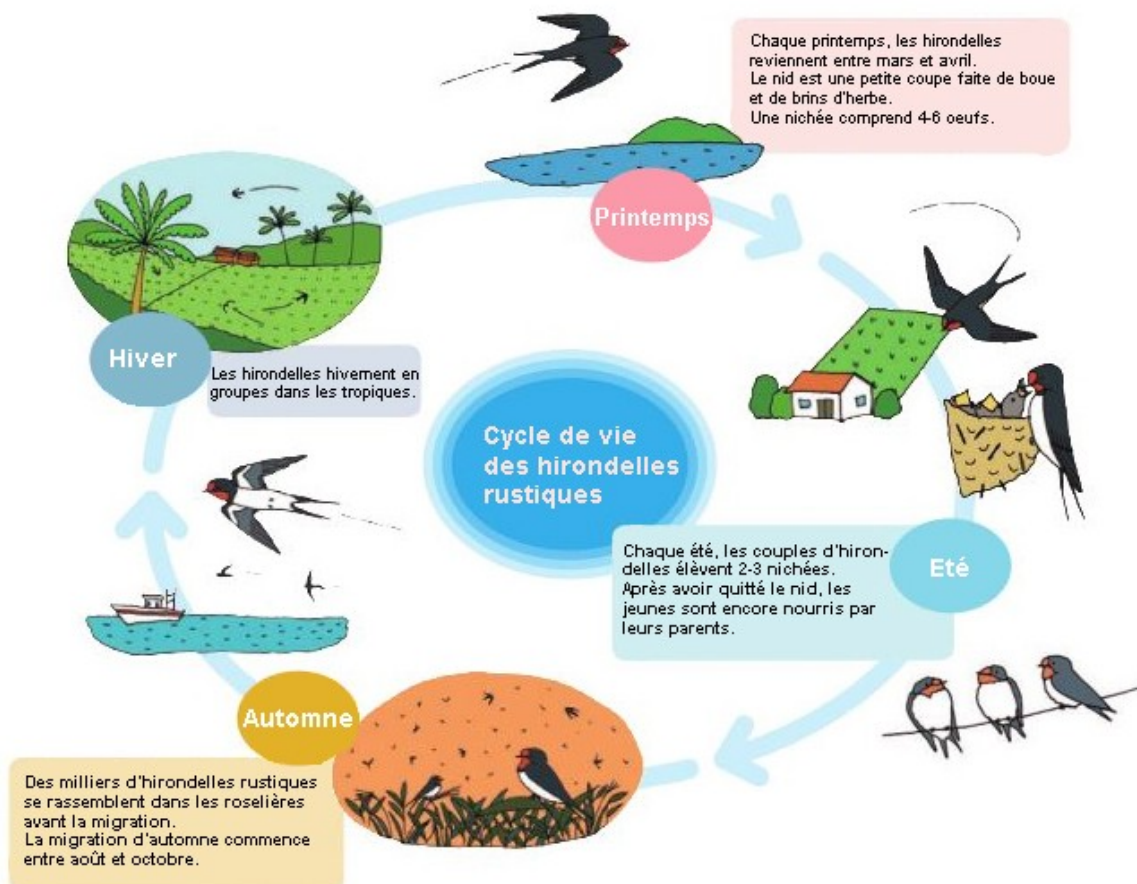 Chaque printemps, les hirondelles
reviennent entre mars et avril.
Le nid est une petite coupe faite de boue
et de brins d'herbe.
Une nichée comprend 4-6 oeufs.
Printemps
Hiver
Les hirondelles hivernent en
groupes dans les tropiques.
Cycle de vie
des hirondelles
rustiques
Chaque été, les couples d'hiron-
delles élèvent 2-3 nichées.
Après avoir quitté le nid, les
jeunes sont encore nourris par
leurs parents.
Eté
Automne
Des milliers d'hirondelles rustiques
se rassemblent dans les roselières
avant la migration.
La migration d'automne commence
entre août et octobre.